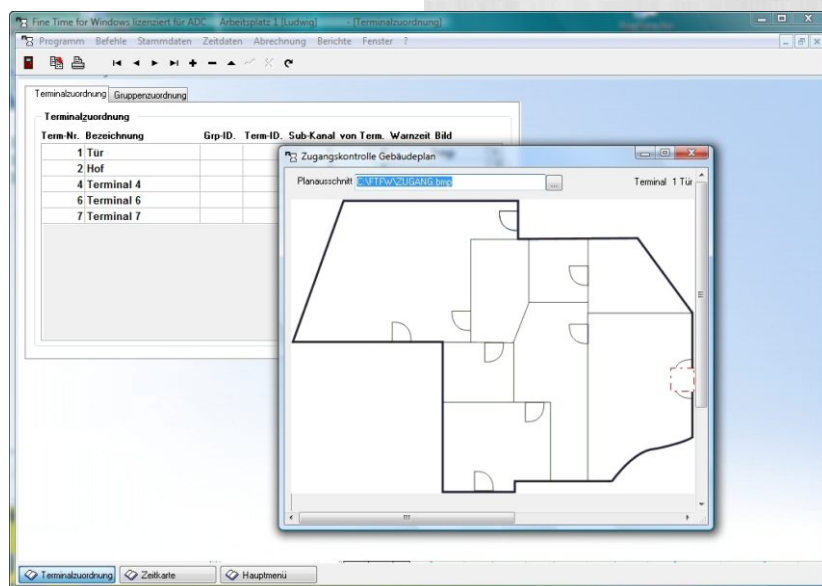 Fine Time for Windows lizenziert für ADC Arbeitsplatz 1 [Ludwig] - [Terminalzuordnung]
Programm Befehle Stammdaten Zeitdaten Abrechnung Berichte Fenster ?
Terminalzuordnung Gruppenzuordnung
Terminalzuordnung
Term-Nr. Bezeichnung Grp-ID. Term-ID. Sub-Kanal von Term. Warnzeit Bild
1 Tür
2 Hof
4 Terminal 4
6 Terminal 6
7 Terminal 7
Zugangskontrolle Gebäudeplan
Planausschnitt C:\FTFW\ZUGANG.bmp ... Terminal 1 Tür
Terminalzuordnung Zeitkarte Hauptmenü